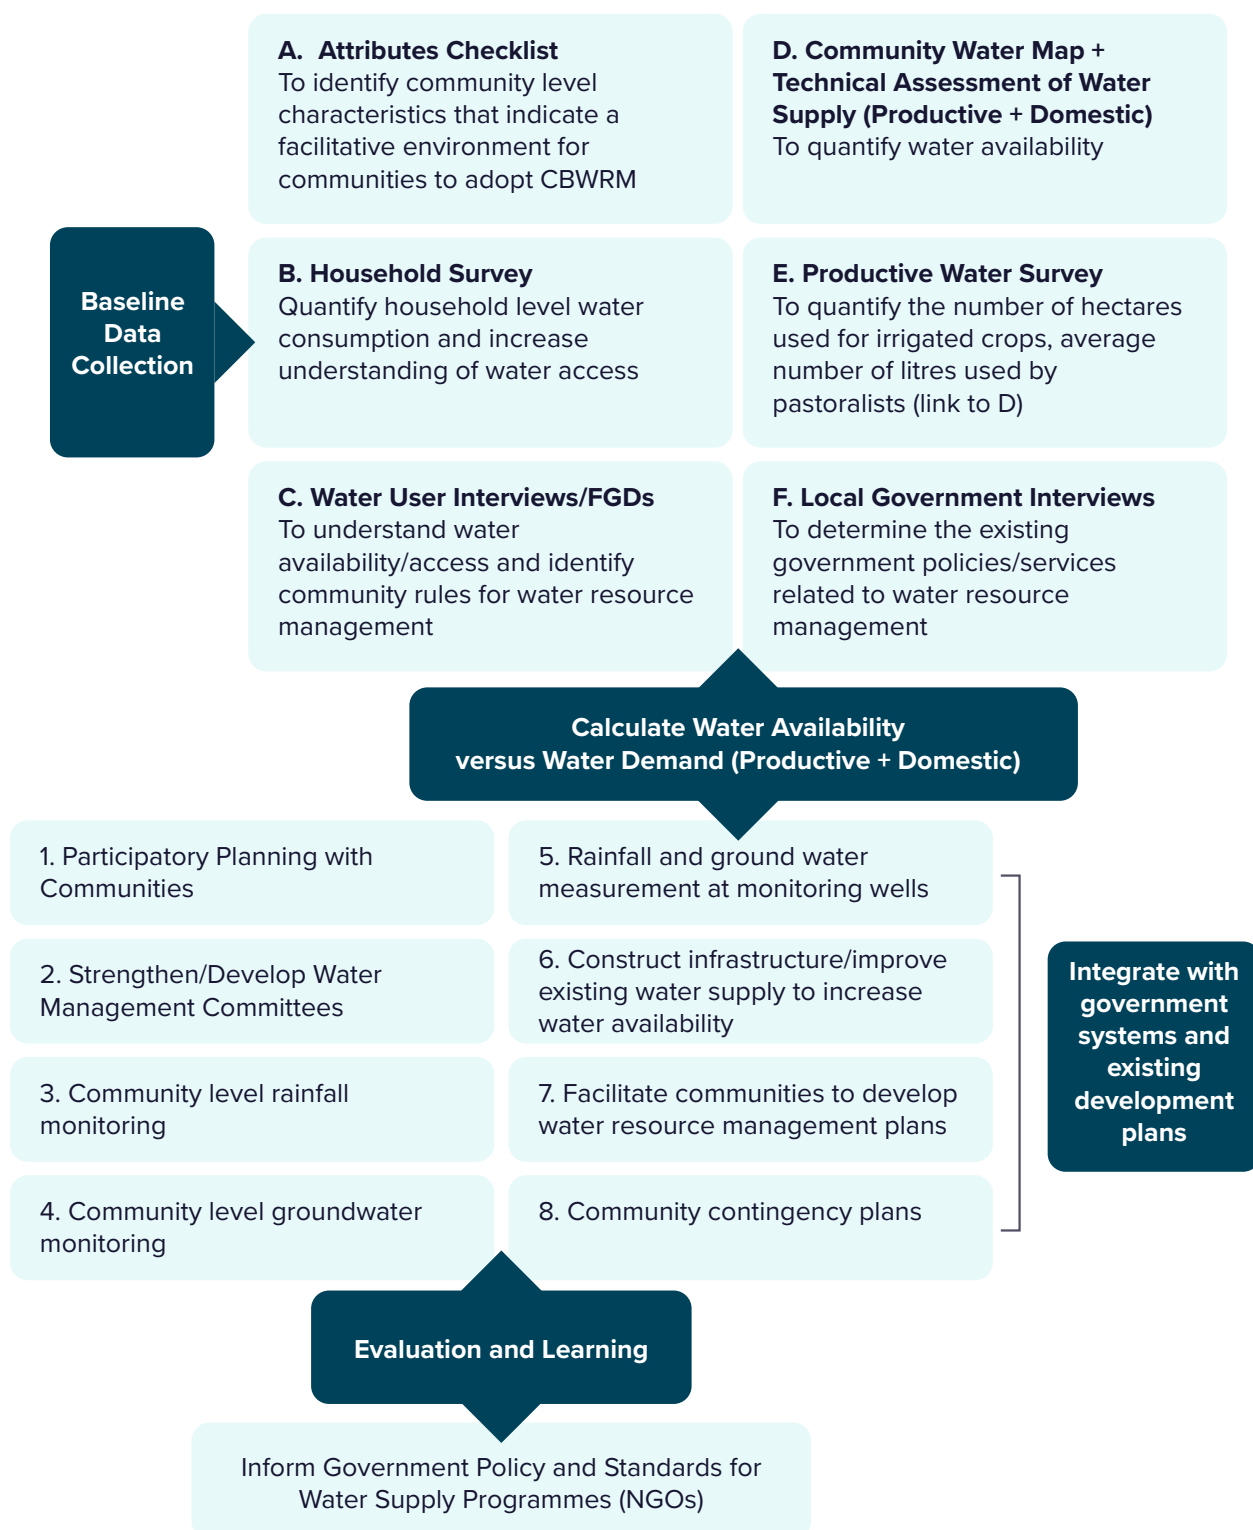 Baseline
Data
Collection
A. Attributes Checklist
To identify community level
characteristics that indicate a
facilitative environment for
communities to adopt CBWRM
B. Household Survey
Quantify household level water
consumption and increase
understanding of water access
C. Water User Interviews/FGDs
To understand water
availability/access and identify
community rules for water resource
management
D. Community Water Map +
Technical Assessment of Water
Supply (Productive + Domestic)
To quantify water availability
E. Productive Water Survey
To quantify the number of hectares
used for irrigated crops, average
number of litres used by
pastoralists (link to D)
F. Local Government Interviews
To determine the existing
government policies/services
related to water resource
management
Calculate Water Availability
versus Water Demand (Productive + Domestic)
1. Participatory Planning with
Communities
2. Strengthen/Develop Water
Management Committees
3. Community level rainfall
monitoring
4. Community level groundwater
monitoring
5. Rainfall and ground water
measurement at monitoring wells
6. Construct infrastructure/improve
existing water supply to increase
water availability
7. Facilitate communities to develop
water resource management plans
8. Community contingency plans
Integrate with
government
systems and
existing
development
plans
Evaluation and Learning
Inform Government Policy and Standards for
Water Supply Programmes (NGOs)